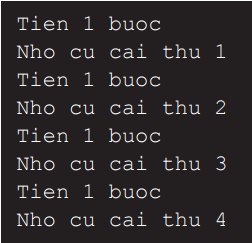 Tien 1 buoc
Nho cu cai thu 1
Tien 1 buoc
Nho cu cai thu 2
Tien 1 buoc
Nho cu cai thu 3
Tien 1 buoc
Nho cu cai thu 4